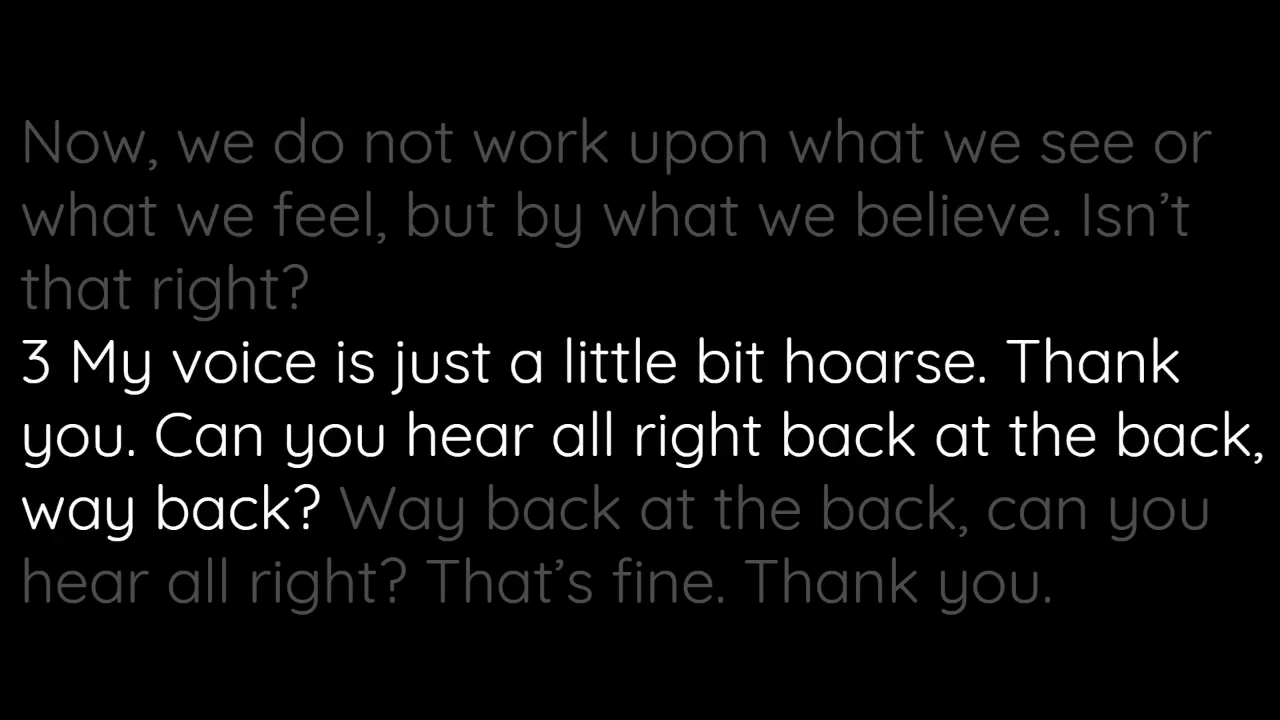 Now, we do not work upon what we see or
what we feel, but by what we believe. Isn’t
that right?
3 My voice is just a little bit hoarse. Thank
you. Can you hear all right back at the back,
way back? Way back at the back, can you
hear all right? That’s fine. Thank you.